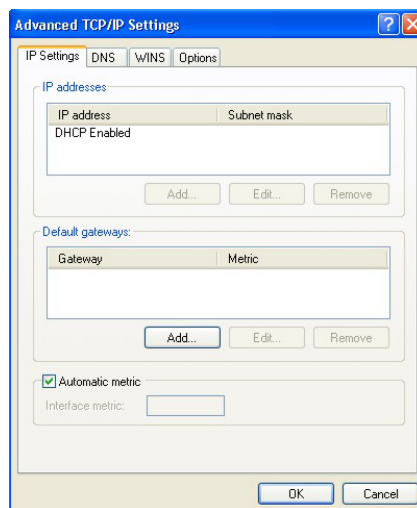 Advanced TCP/IP Settings
IP Settings DNS WINS Options
IP addresses
IP address Subnet mask
DHCP Enabled
Add... Edit... Remove
Default gateways:
Gateway Metric
Add... Edit... Remove
Automatic metric
Interface metric:
OK Cancel